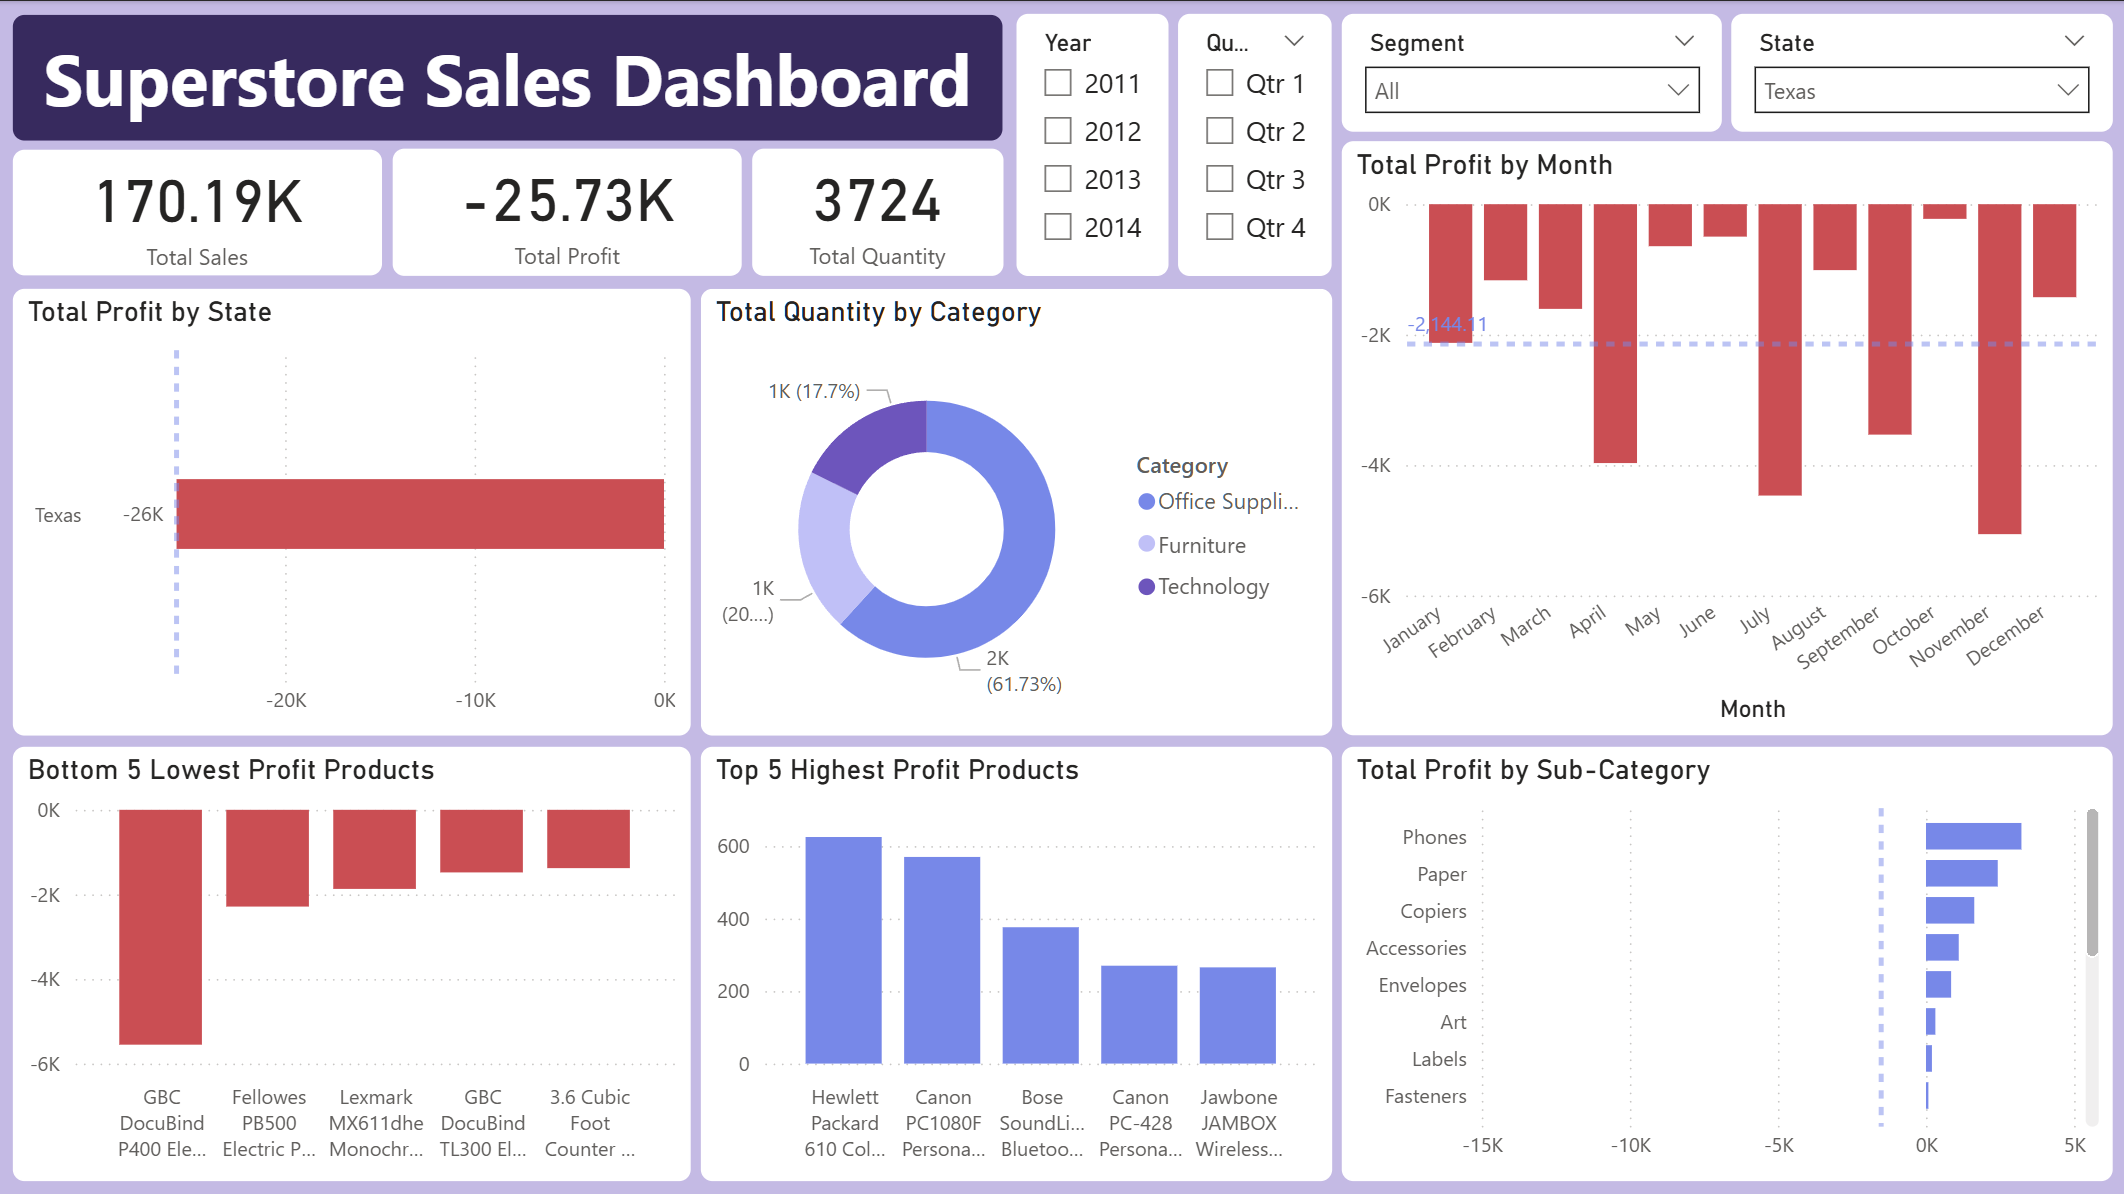 Superstore Sales Dashboard
170.19K
Total Sales
-25.73K
Total Profit
3724
Total Quantity
Year
2011
2012
2013
2014
Qu...
Qtr 1
Qtr 2
Qtr 3
Qtr 4
Segment
All
State
Texas
Total Profit by State
Texas
-26K
-20K
-10K
0K
Total Quantity by Category
1K (17.7%)
1K
(20....)
2K
(61.73%)
Category
Office Suppli...
Furniture
Technology
Total Profit by Month
0K
-2K
-4K
-6K
-2,144.11
January
February
March
April
May
June
July
August
September
October
November
December
Month
Bottom 5 Lowest Profit Products
0K
-2K
-4K
-6K
GBC
DocuBind
P400 Ele...
Fellowes
PB500
Electric P...
Lexmark
MX611dhe
Monochr...
GBC
DocuBind
TL300 El...
3.6 Cubic
Foot
Counter ...
Top 5 Highest Profit Products
600
400
200
0
Hewlett
Packard
610 Col...
Canon
PC1080F
Persona...
Bose
SoundLi...
Bluetoo...
Canon
PC-428
Persona...
Jawbone
JAMBOX
Wireless...
Total Profit by Sub-Category
Phones
Paper
Copiers
Accessories
Envelopes
Art
Labels
Fasteners
-15K
-10K
-5K
0K
5K